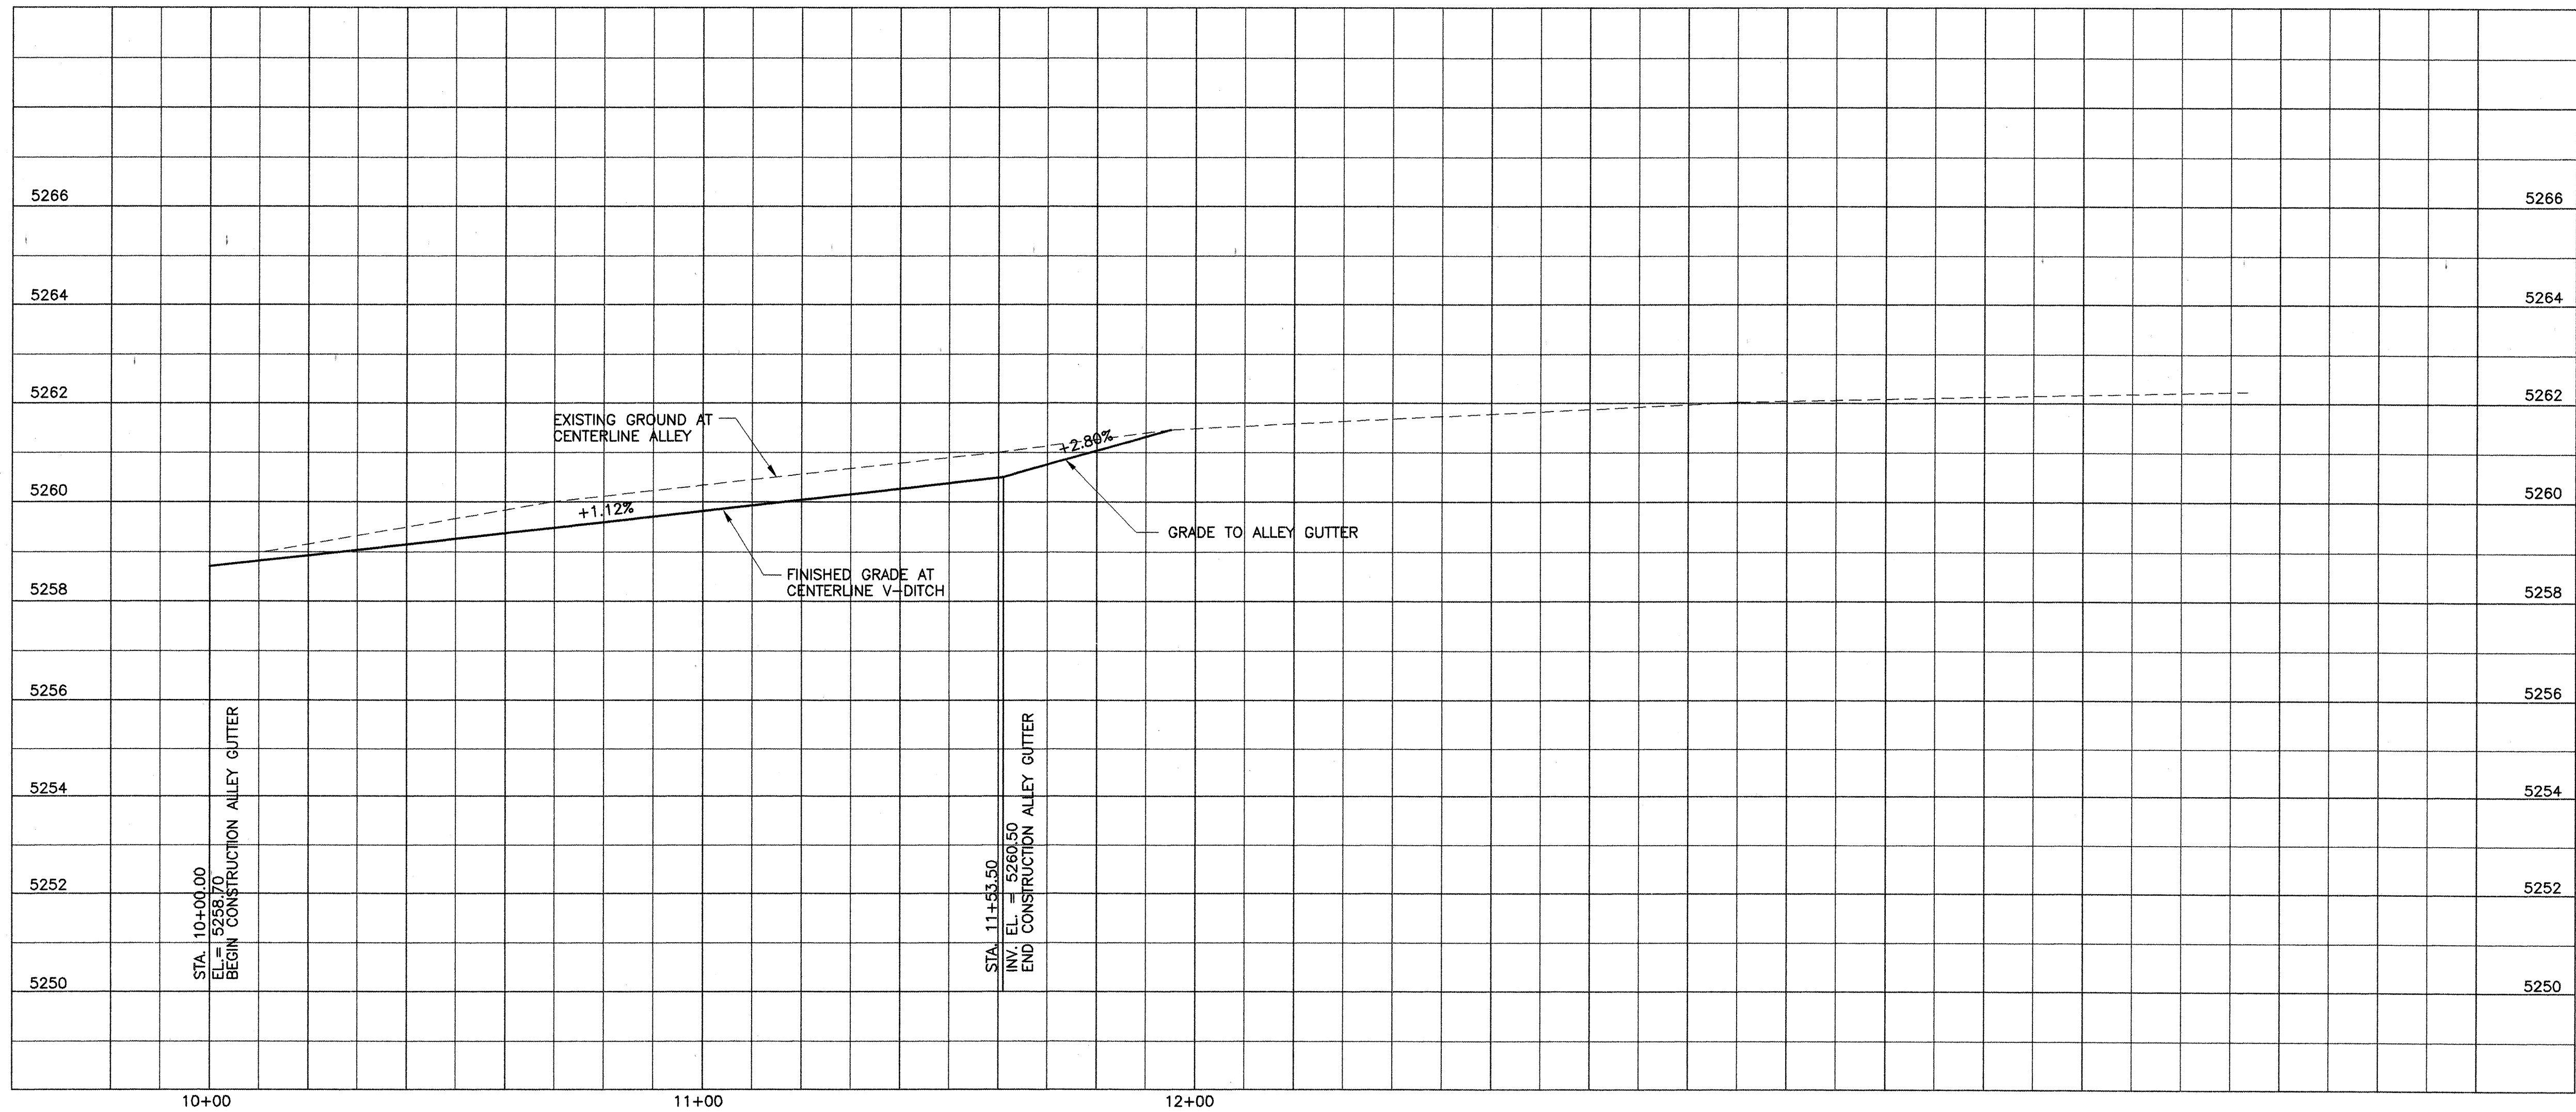 5266
5266
5264
5264
5262
5262
EXISTING GROUND AT
CENTERLINE ALLEY
+2.80%
5260
5260
+1.12%
GRADE TO ALLEY GUTTER
FINISHED GRADE AT
CENTERLINE V-DITCH
5258
5258
5256
5256
5254
5254
5252
5252
STA. 10+00.00
EL.= 5258.70
BEGIN CONSTRUCTION ALLEY GUTTER
STA. 11+53.50
INV. EL. = 5260.50
END CONSTRUCTION ALLEY GUTTER
5250
5250
10+00
11+00
12+00